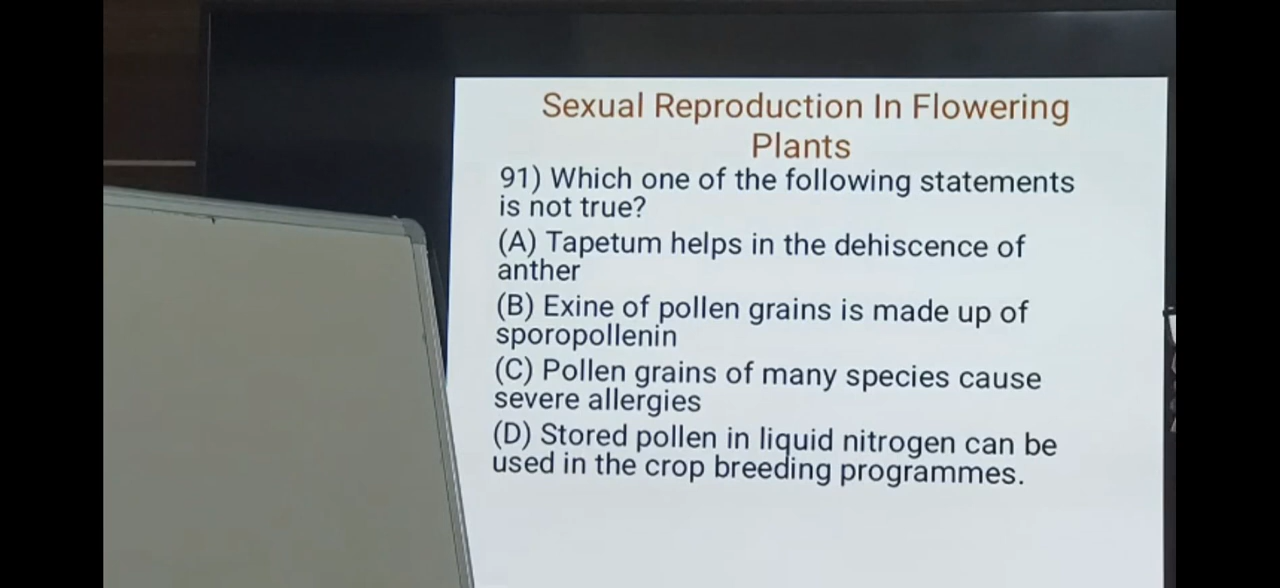 Sexual Reproduction In Flowering
Plants
91) Which one of the following statements
is not true?
(A) Tapetum helps in the dehiscence of
anther
(B) Exine of pollen grains is made up of
sporopollenin
(C) Pollen grains of many species cause
severe allergies
(D) Stored pollen in liquid nitrogen can be
used in the crop breeding programmes.